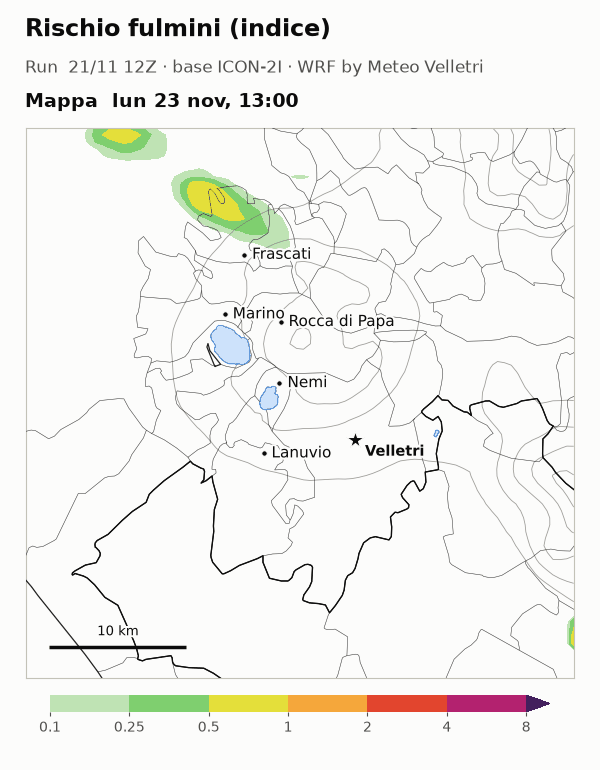 Rischio fulmini (indice)
Run  21/11 12Z · base ICON-2I · WRF by Meteo Velletri
Mappa  lun 23 nov, 13:00
Frascati
Marino
Rocca di Papa
Nemi
Lanuvio
Velletri
10 km
0.1 0.25 0.5 1 2 4 8